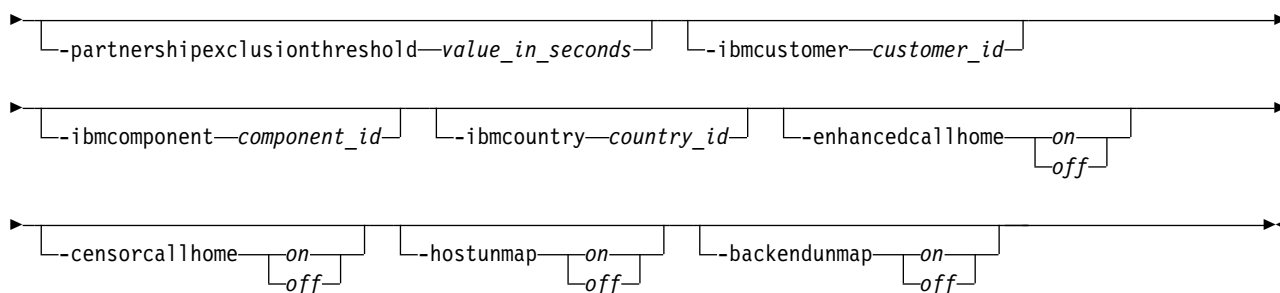 -partnershipexclusionthreshold value_in_seconds -ibmcustomer customer_id
-ibmcomponent component_id -ibmcountry country_id -enhancedcallhome on
off
-censorcallhome on -hostunmap on -backendunmap on
off off off